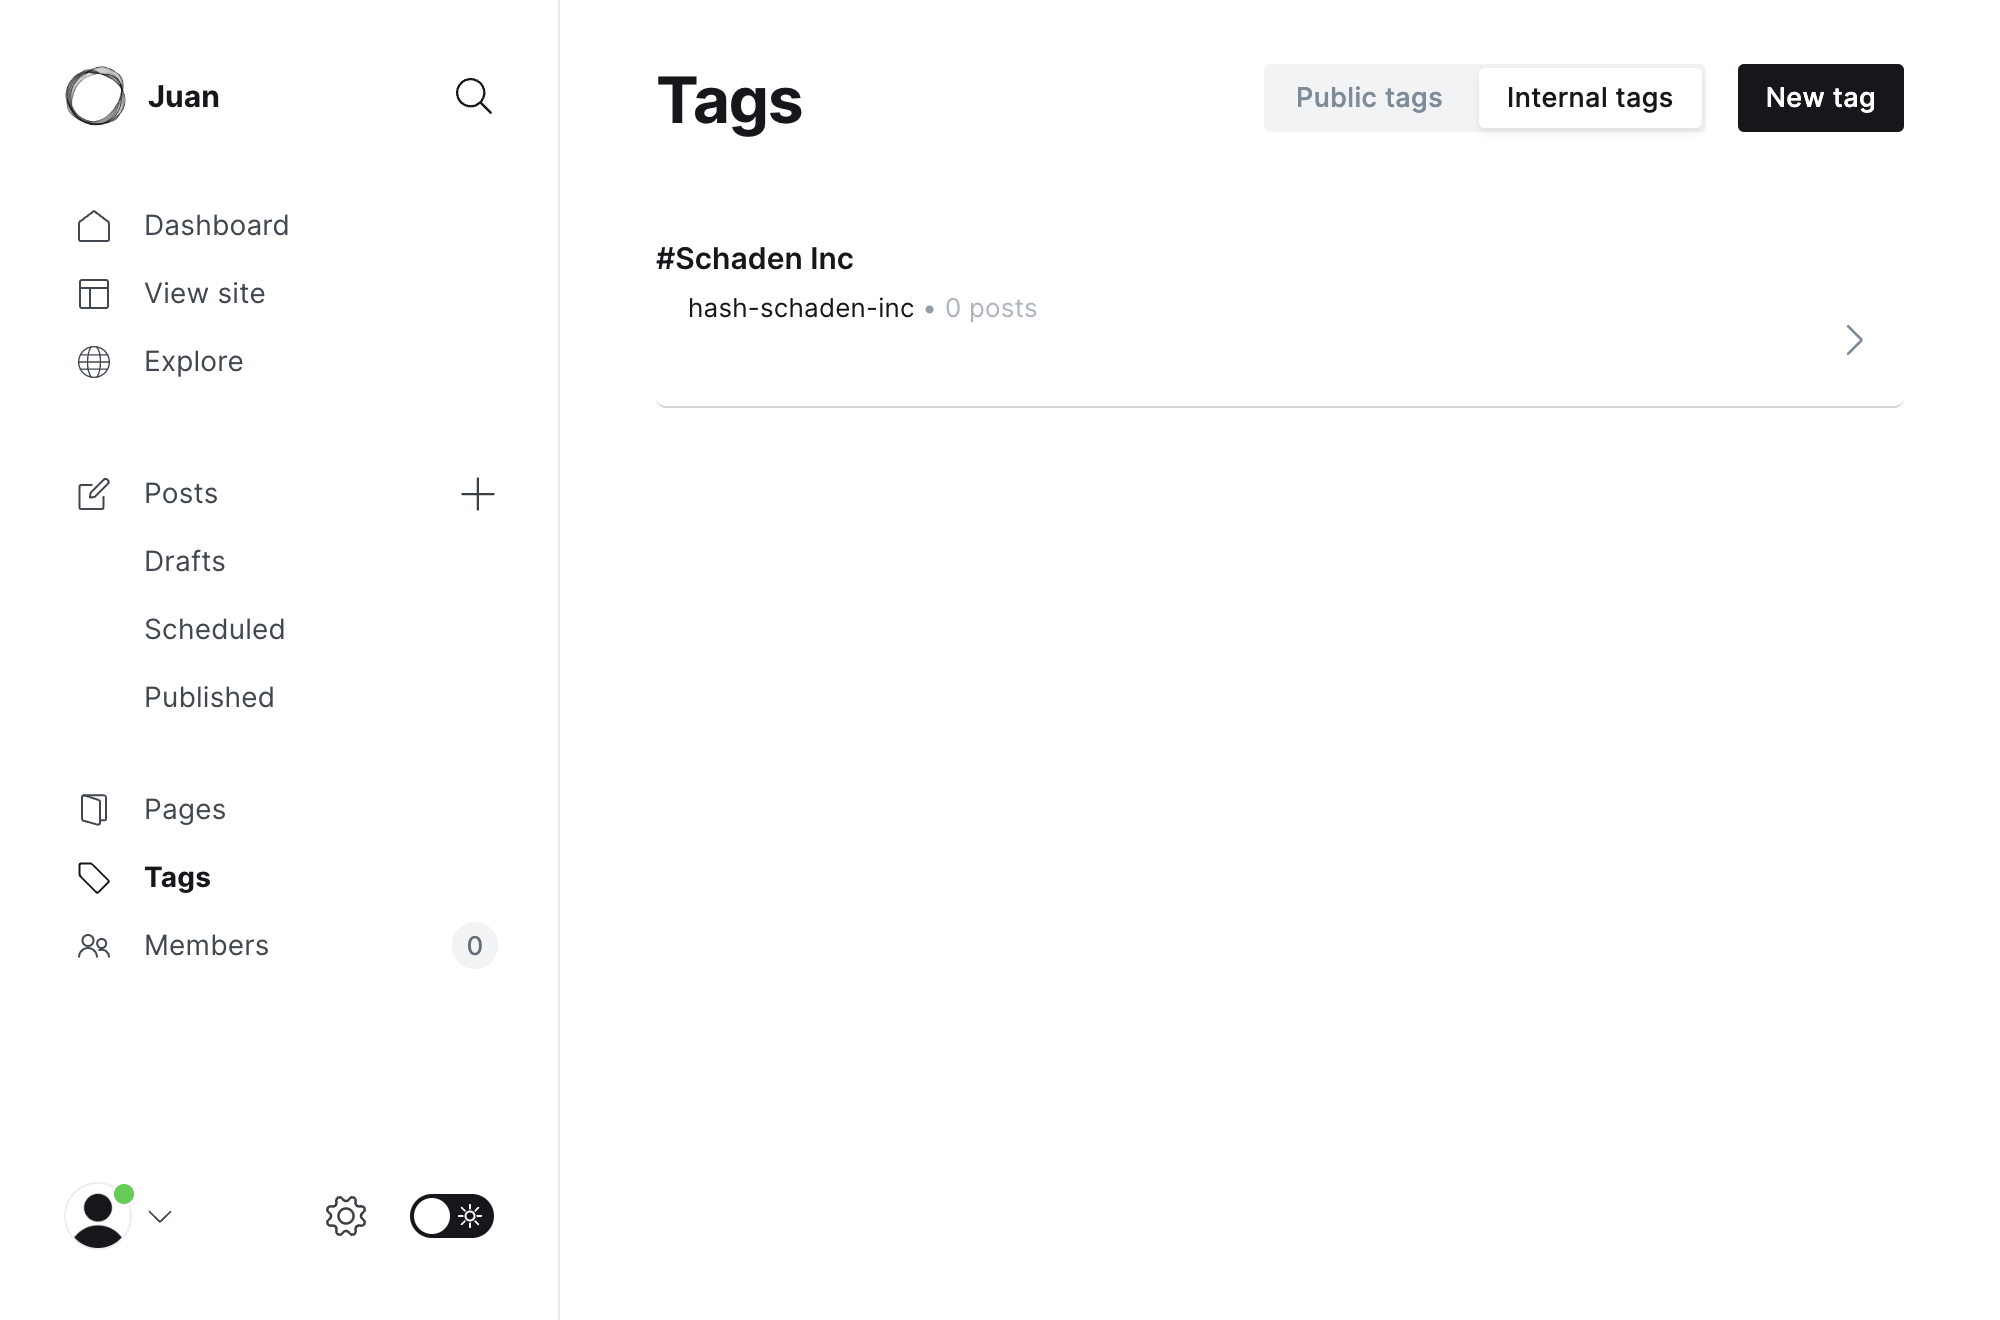 Juan
Dashboard
View site
Explore
Posts
Drafts
Scheduled
Published
Pages
Tags
Members 0
Tags
Public tags Internal tags New tag
#Schaden Inc
hash-schaden-inc • 0 posts